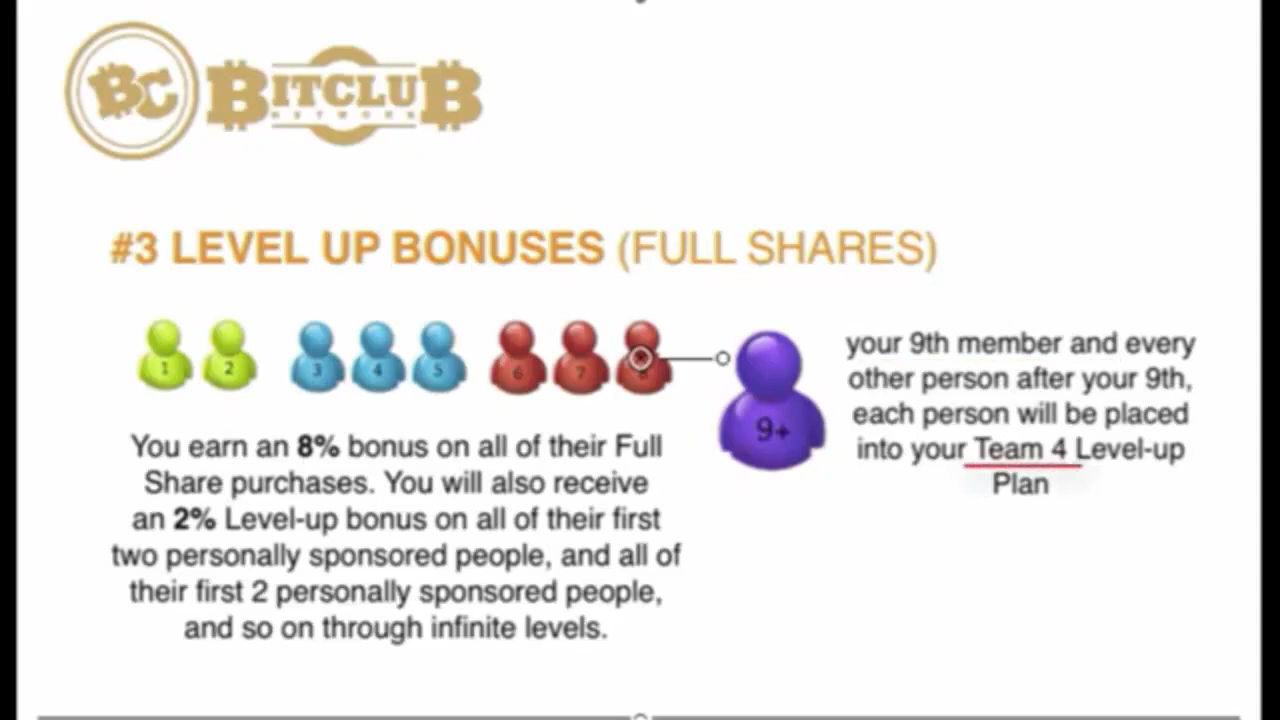 BC BITCLUB
NETWORK
#3 LEVEL UP BONUSES (FULL SHARES)
1 2 3 4 5 6 7 8
9+
your 9th member and every
other person after your 9th,
each person will be placed
into your Team 4 Level-up
Plan
You earn an 8% bonus on all of their Full
Share purchases. You will also receive
an 2% Level-up bonus on all of their first
two personally sponsored people, and all of
their first 2 personally sponsored people,
and so on through infinite levels.